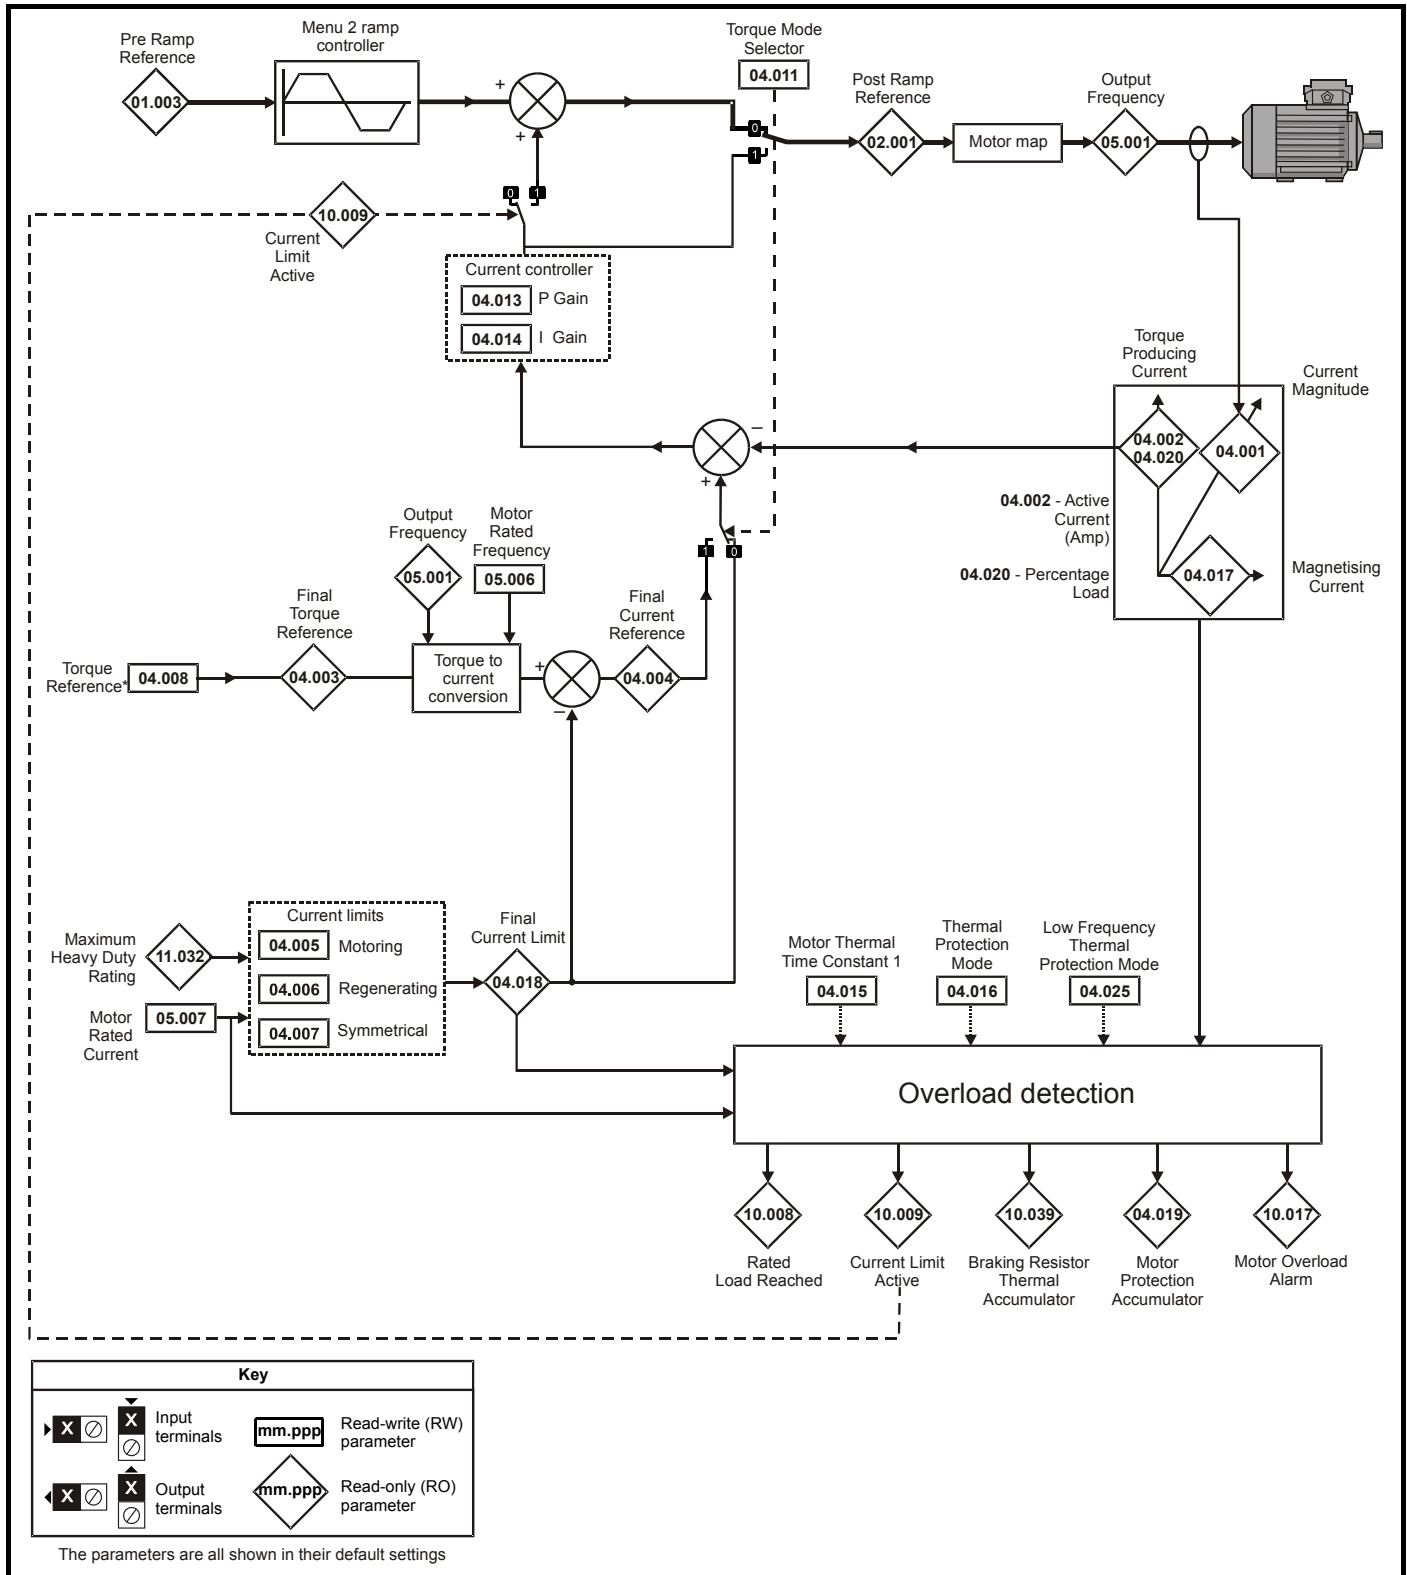 Pre Ramp
Reference
01.003
Menu 2 ramp
controller
+
+
Torque Mode
Selector
04.011
0
1
Post Ramp
Reference
02.001
Motor map
Output
Frequency
05.001
10.009
Current
Limit
Active
0
1
Current controller
04.013 P Gain
04.014 I Gain
Torque
Producing
Current
Current
Magnitude
04.002
04.020
04.001
04.017
Magnetising
Current
04.002 - Active
Current
(Amp)
04.020 - Percentage
Load
−
+
1
0
Output
Frequency
05.001
Motor
Rated
Frequency
05.006
Final
Torque
Reference
Torque
Reference*
04.008
04.003
Torque to
current
conversion
+
−
Final
Current
Reference
04.004
Maximum
Heavy Duty
Rating
11.032
Motor
Rated
Current
05.007
Current limits
04.005 Motoring
04.006 Regenerating
04.007 Symmetrical
Final
Current Limit
04.018
Motor Thermal
Time Constant 1
04.015
Thermal
Protection
Mode
04.016
Low Frequency
Thermal
Protection Mode
04.025
Overload detection
10.008
Rated
Load Reached
10.009
Current Limit
Active
10.039
Braking Resistor
Thermal
Accumulator
04.019
Motor
Protection
Accumulator
10.017
Motor Overload
Alarm
Key
X
X
Input
terminals
mm.ppp
Read-write (RW)
parameter
X
X
Output
terminals
mm.ppp
Read-only (RO)
parameter
The parameters are all shown in their default settings